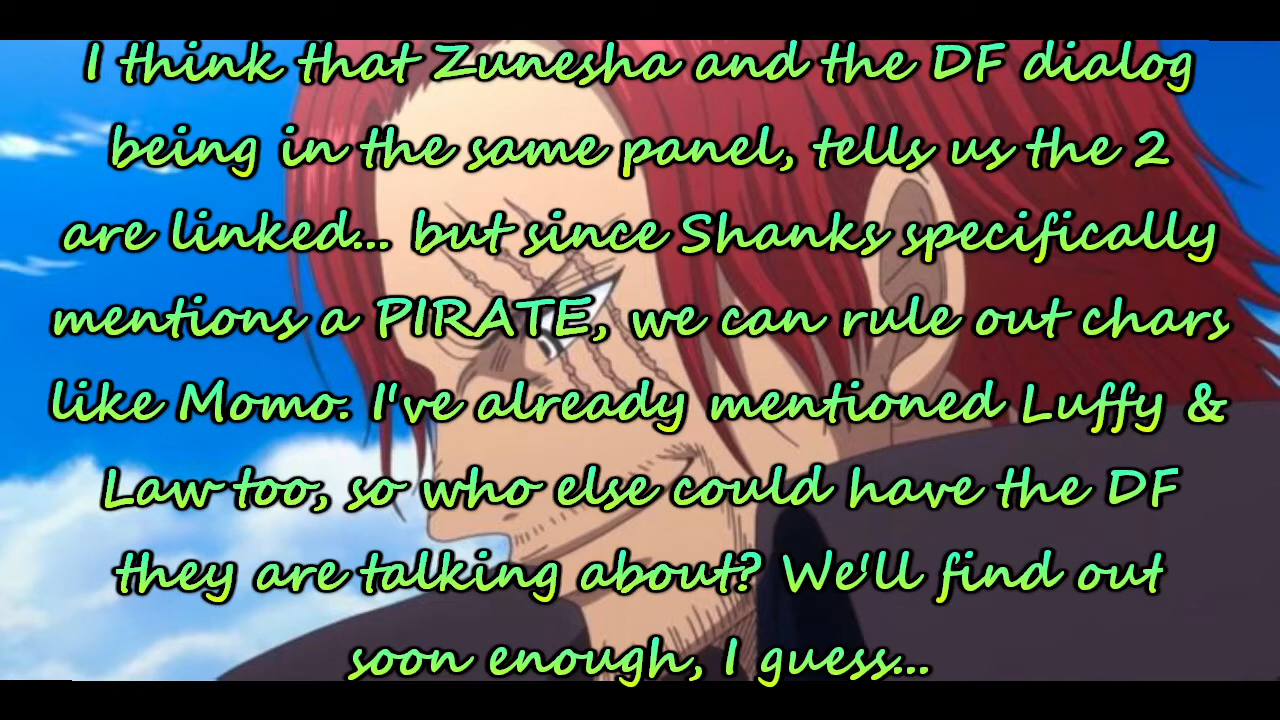 I think that Zunesha and the DF dialog
being in the same panel, tells us the 2
are linked... but since Shanks specifically
mentions a PIRATE, we can rule out chars
like Momo. I've already mentioned Luffy &
Law too, so who else could have the DF
they are talking about? We'll find out
soon enough, I guess...